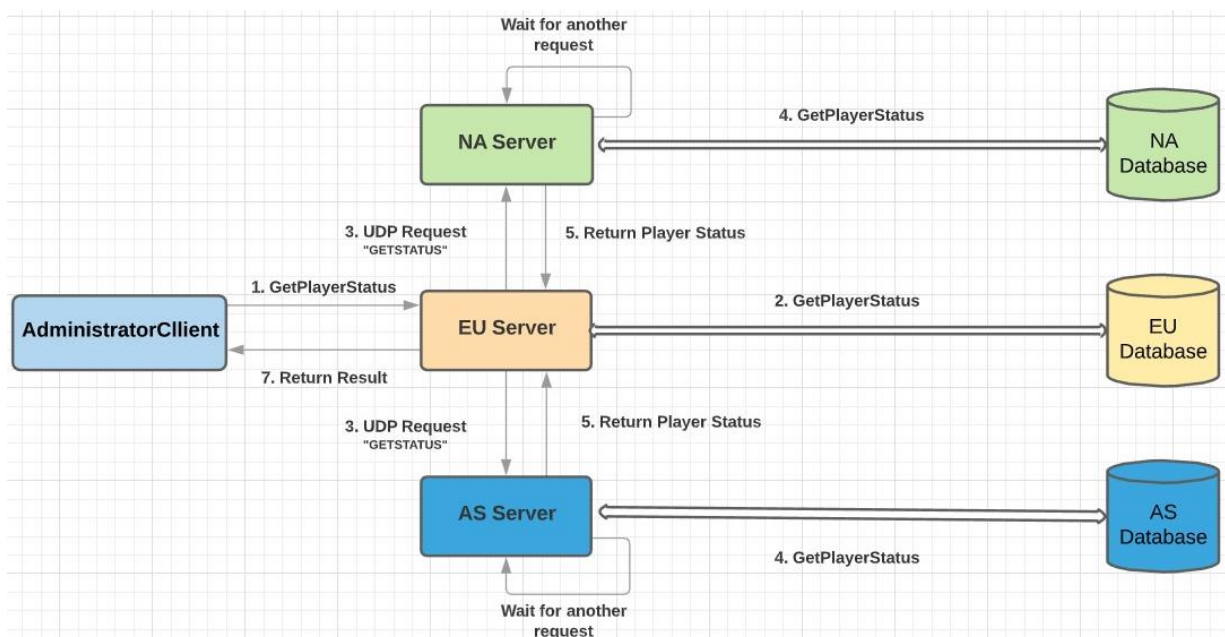 Wait for another
request
4. GetPlayerStatus
NA Server
NA
Database
3. UDP Request
"GETSTATUS"
5. Return Player Status
1. GetPlayerStatus
2. GetPlayerStatus
AdministratorCllient
EU Server
EU
Database
7. Return Result
3. UDP Request
"GETSTATUS"
5. Return Player Status
AS Server
AS
Database
4. GetPlayerStatus
Wait for another
request